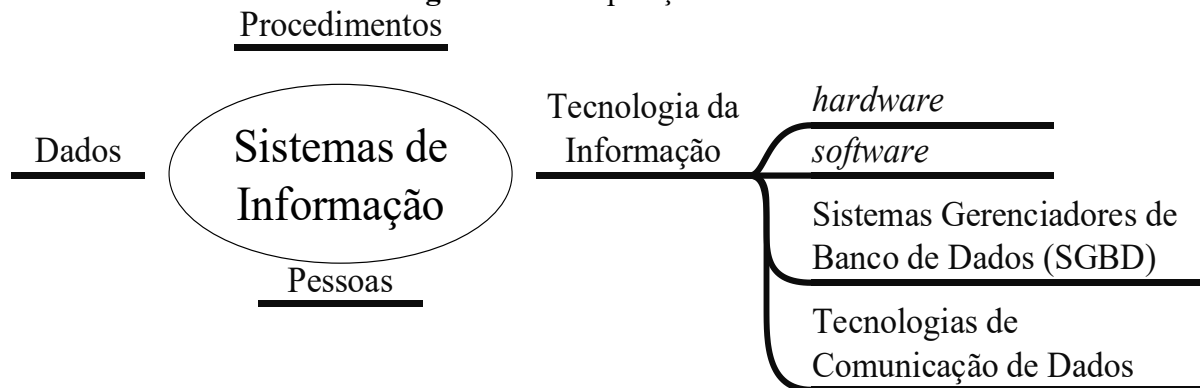 Procedimentos
Dados
Sistemas de
Informação
Pessoas
Tecnologia da
Informação
hardware
software
Sistemas Gerenciadores de
Banco de Dados (SGBD)
Tecnologias de
Comunicação de Dados